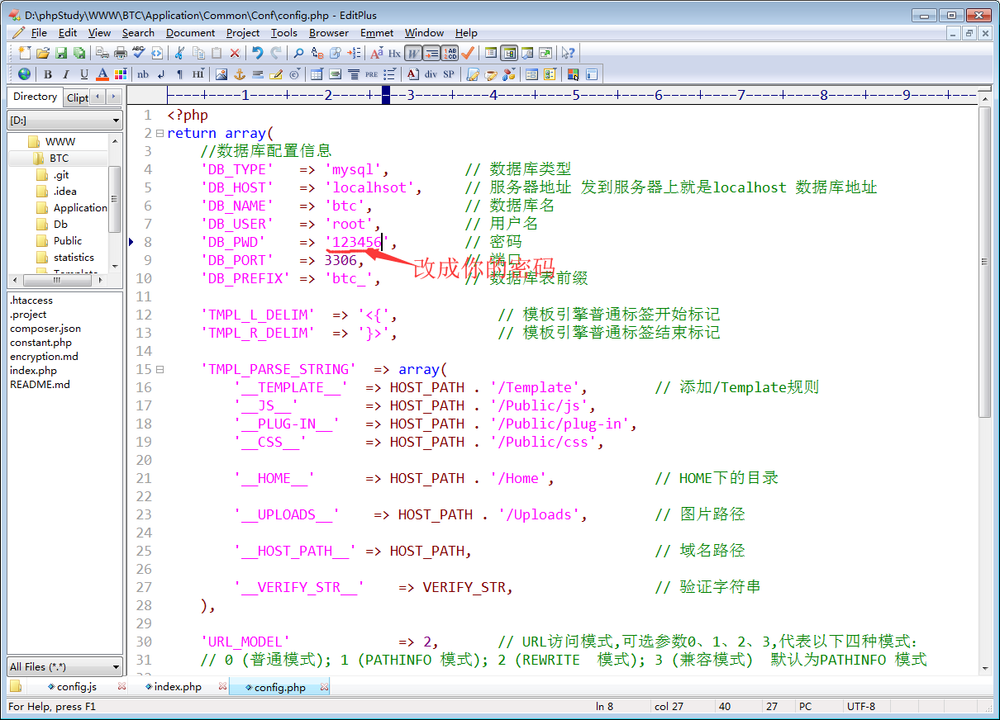 D:\phpStudy\WWW\BTC\Application\Common\Conf\config.php - EditPlus
File Edit View Search Document Project Tools Browser Emmet Window Help
Directory Clipt
[D:]
WWW
BTC
.git
.idea
Application
Db
Public
statistics
Template
.htaccess
.project
composer.json
constant.php
encryption.md
index.php
README.md
All Files (*.*)
----+----1----+----2----+----3----+----4----+----5----+----6----+----7----+----8----+----9----+---
1 <?php
2 return array(
3 //数据库配置信息
4 'DB_TYPE' => 'mysql', // 数据库类型
5 'DB_HOST' => 'localhsot', // 服务器地址 发到服务器上就是localhost 数据库地址
6 'DB_NAME' => 'btc', // 数据库名
7 'DB_USER' => 'root', // 用户名
8 'DB_PWD' => '123456', // 密码
9 'DB_PORT' => 3306, // 端口
改成你的密码
10 'DB_PREFIX' => 'btc_', // 数据库表前缀
11
12 'TMPL_L_DELIM' => '<{', // 模板引擎普通标签开始标记
13 'TMPL_R_DELIM' => '}>', // 模板引擎普通标签结束标记
14
15 'TMPL_PARSE_STRING' => array(
16 '__TEMPLATE__' => HOST_PATH . '/Template', // 添加/Template规则
17 '__JS__' => HOST_PATH . '/Public/js',
18 '__PLUG-IN__' => HOST_PATH . '/Public/plug-in',
19 '__CSS__' => HOST_PATH . '/Public/css',
20
21 '__HOME__' => HOST_PATH . '/Home', // HOME下的目录
22
23 '__UPLOADS__' => HOST_PATH . '/Uploads', // 图片路径
24
25 '__HOST_PATH__' => HOST_PATH, // 域名路径
26
27 '__VERIFY_STR__' => VERIFY_STR, // 验证字符串
28 ),
29
30 'URL_MODEL' => 2, // URL访问模式,可选参数0、1、2、3,代表以下四种模式:
31 // 0 (普通模式); 1 (PATHINFO 模式); 2 (REWRITE 模式); 3 (兼容模式) 默认为PATHINFO 模式
config.js index.php config.php
For Help, press F1 ln 8 col 27 40 27 PC UTF-8